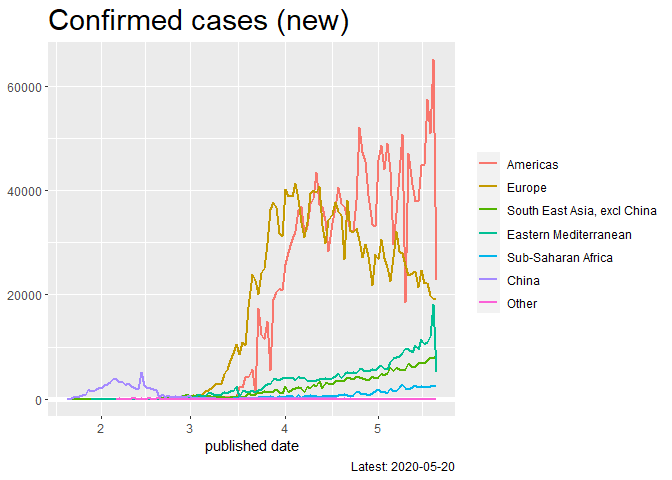 Confirmed cases (new)
60000
40000
20000
0
2
3
4
5
published date
Americas
Europe
South East Asia, excl China
Eastern Mediterranean
Sub-Saharan Africa
China
Other
Latest: 2020-05-20